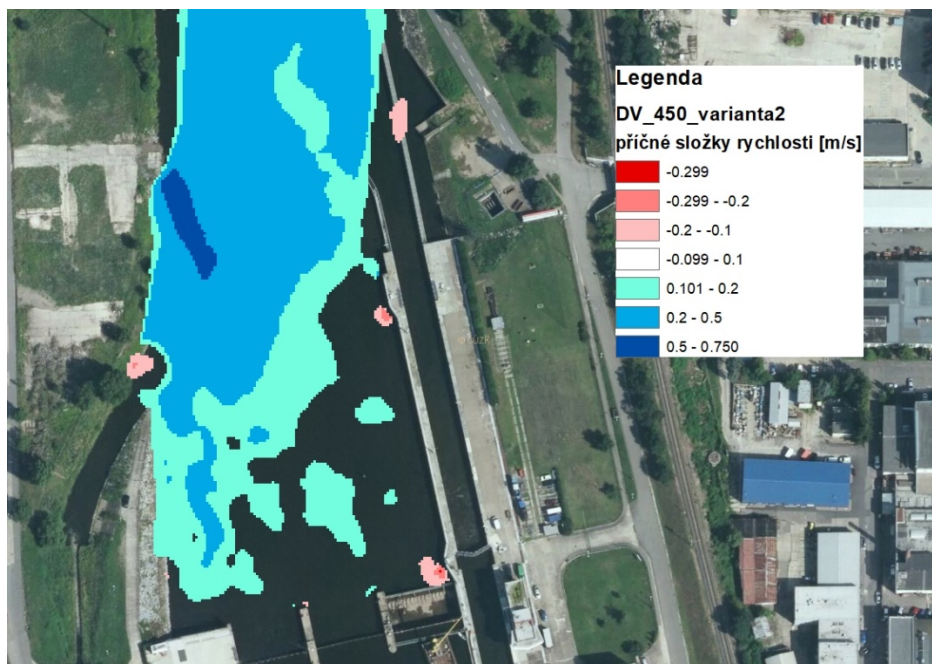 Legenda
DV_450_varianta2
příčné složky rychlosti [m/s]
-0.299
-0.299 - -0.2
-0.2 - -0.1
-0.099 - 0.1
0.101 - 0.2
0.2 - 0.5
0.5 - 0.750